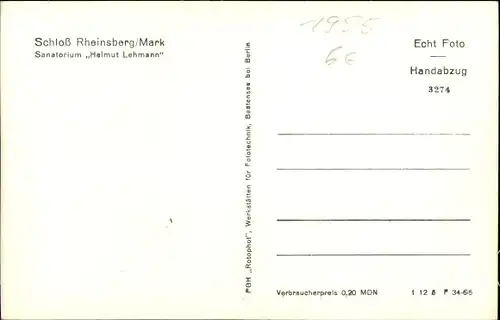 Schloß Rheinsberg/Mark
Sanatorium „Helmut Lehmann"
PGH „Rotophot", Werkstätten für Fototechnik, Bestensee bei Berlin
1955
6€
Echt Foto
Handabzug
3274
Verbraucherpreis 0,20 MDN
1 12 8 P 34-66